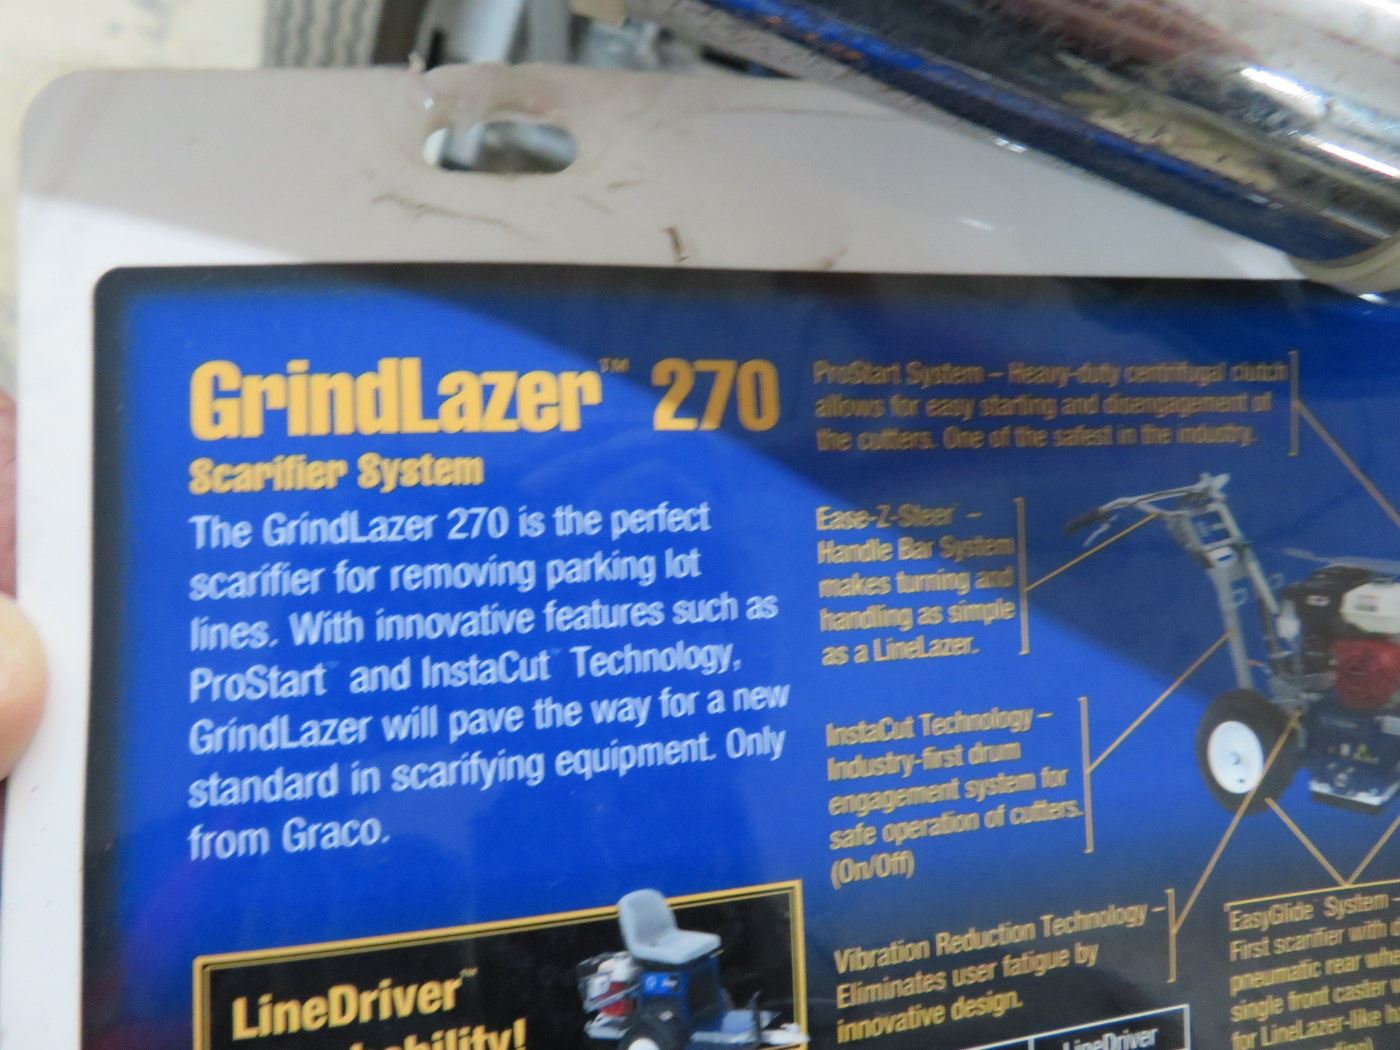 GrindLazer™ 270
Scarifier System
The GrindLazer 270 is the perfect
scarifier for removing parking lot
lines. With innovative features such as
ProStart™ and InstaCut™ Technology,
GrindLazer will pave the way for a new
standard in scarifying equipment. Only
from Graco.
LineDriver™
ProStart System – Heavy-duty centrifugal clutch
allows for easy starting and disengagement of
the cutters. One of the safest in the industry.
Ease-Z-Steer –
Handle Bar System
makes turning and
handling as simple
as a LineLazer.
InstaCut Technology –
Industry-first drum
engagement system for
safe operation of cutters.
(On/Off)
Vibration Reduction Technology –
Eliminates user fatigue by
innovative design.
EasyGlide™ System –
First scarifier with
pneumatic rear
single front caster
for LineLazer-like
LineDriver